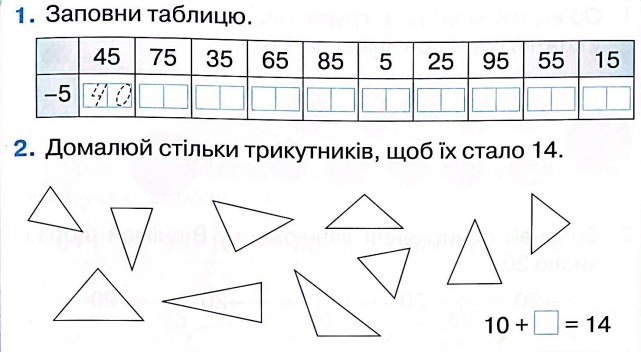 1. Заповни таблицю.
45 75 35 65 85 5 25 95 55 15
–5 40
2. Домалюй стільки трикутників, щоб їх стало 14.
10 + □ = 14